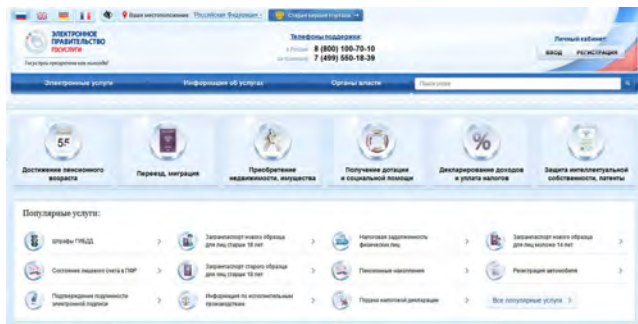 Ваше местоположение: Российская Федерация
Старая версия портала →
ЭЛЕКТРОННОЕ
ПРАВИТЕЛЬСТВО
ГОСУСЛУГИ
Госуслуги
Телефоны поддержки:
8 (800) 100-70-10
7 (499) 550-18-39
Личный кабинет:
ВХОД РЕГИСТРАЦИЯ
Электронные услуги
Информация об услугах
Органы власти
55
Достижение пенсионного
возраста
Переезд, миграция
Приобретение
недвижимости, имущества
Получение дотации
и социальной помощи
%
Декларирование доходов
и уплата налогов
Защита интеллектуальной
собственности, патенты
Популярные услуги:
Штрафы ГИБДД
Загранпаспорт нового образца
для лиц старше 18 лет
Налоговая задолженность
физических лиц
Загранпаспорт нового образца
для лиц моложе 14 лет
Состояние лицевого счета в ПФР
Загранпаспорт старого образца
для лиц старше 18 лет
Пенсионные накопления
Регистрация автомобиля
Подтверждение подлинности
электронной подписи
Информация по исполнительным
производствам
Подача налоговой декларации
Все популярные услуги